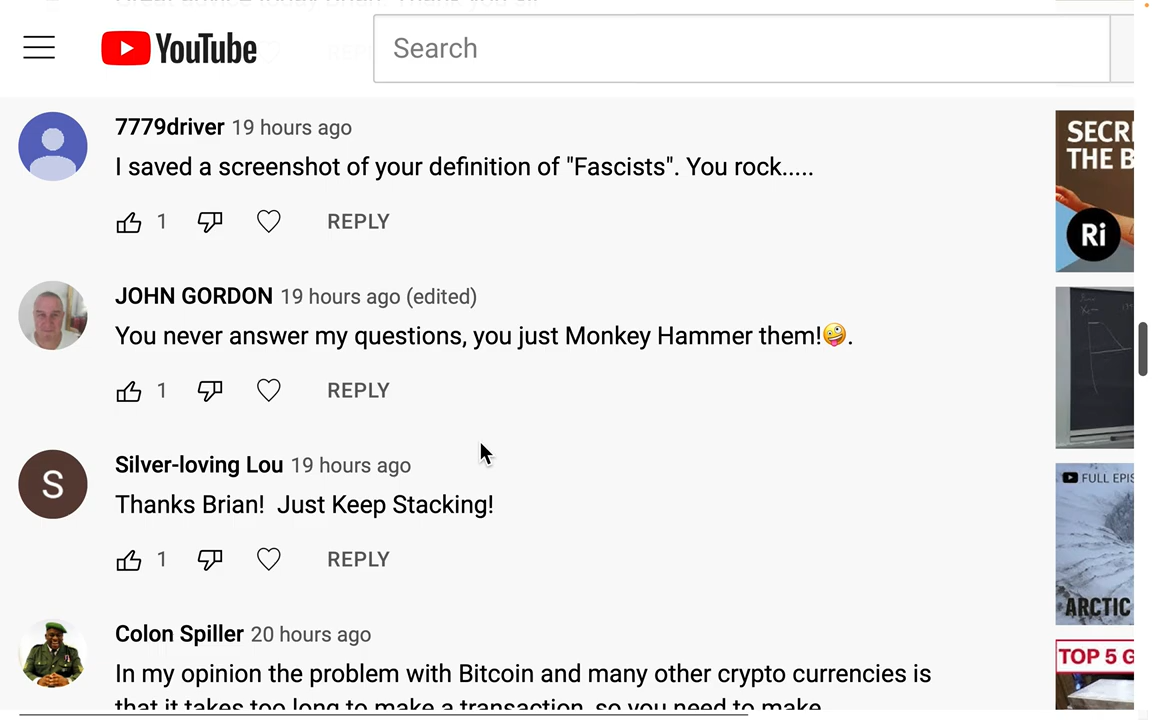 YouTube
Search
7779driver 19 hours ago
I saved a screenshot of your definition of "Fascists". You rock.....
1 REPLY
JOHN GORDON 19 hours ago (edited)
You never answer my questions, you just Monkey Hammer them!🤪.
1 REPLY
S
Silver-loving Lou 19 hours ago
Thanks Brian!  Just Keep Stacking!
1 REPLY
Colon Spiller 20 hours ago
In my opinion the problem with Bitcoin and many other crypto currencies is
that it takes too long to make a transaction, so you need to make
SECR
THE B
Ri
FULL EPIS
ARCTIC
TOP 5 G